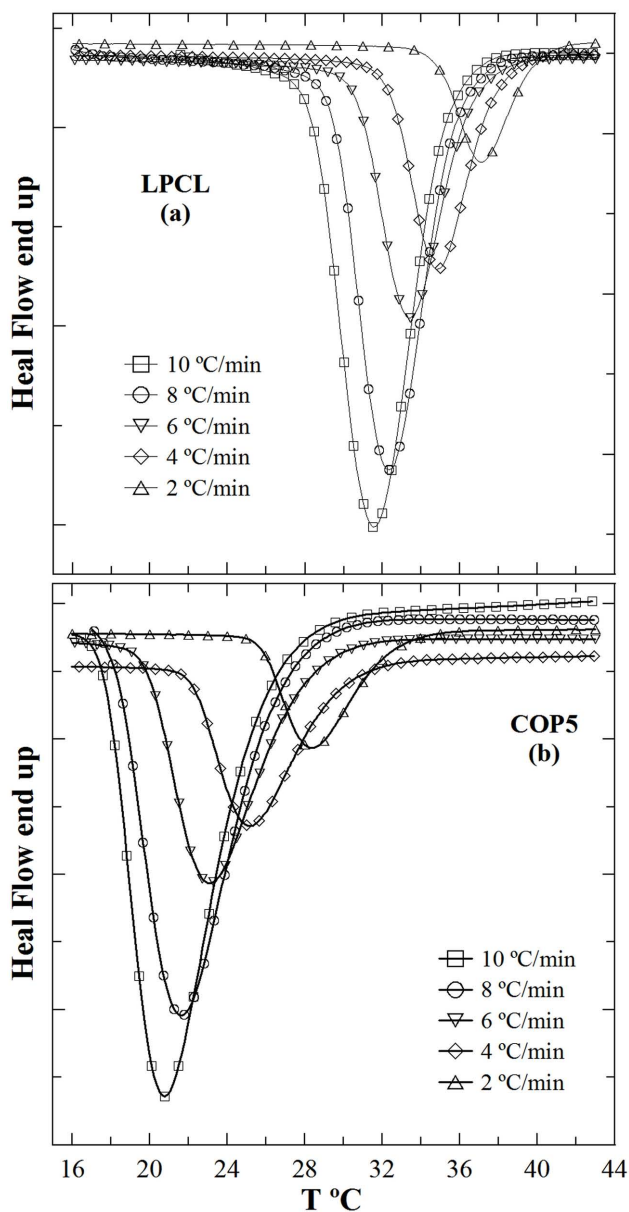 Heal Flow end up
LPCL
(a)
10 ºC/min
8 ºC/min
6 ºC/min
4 ºC/min
2 ºC/min
Heal Flow end up
COP5
(b)
10 ºC/min
8 ºC/min
6 ºC/min
4 ºC/min
2 ºC/min
16 20 24 28 32 36 40 44
T ºC